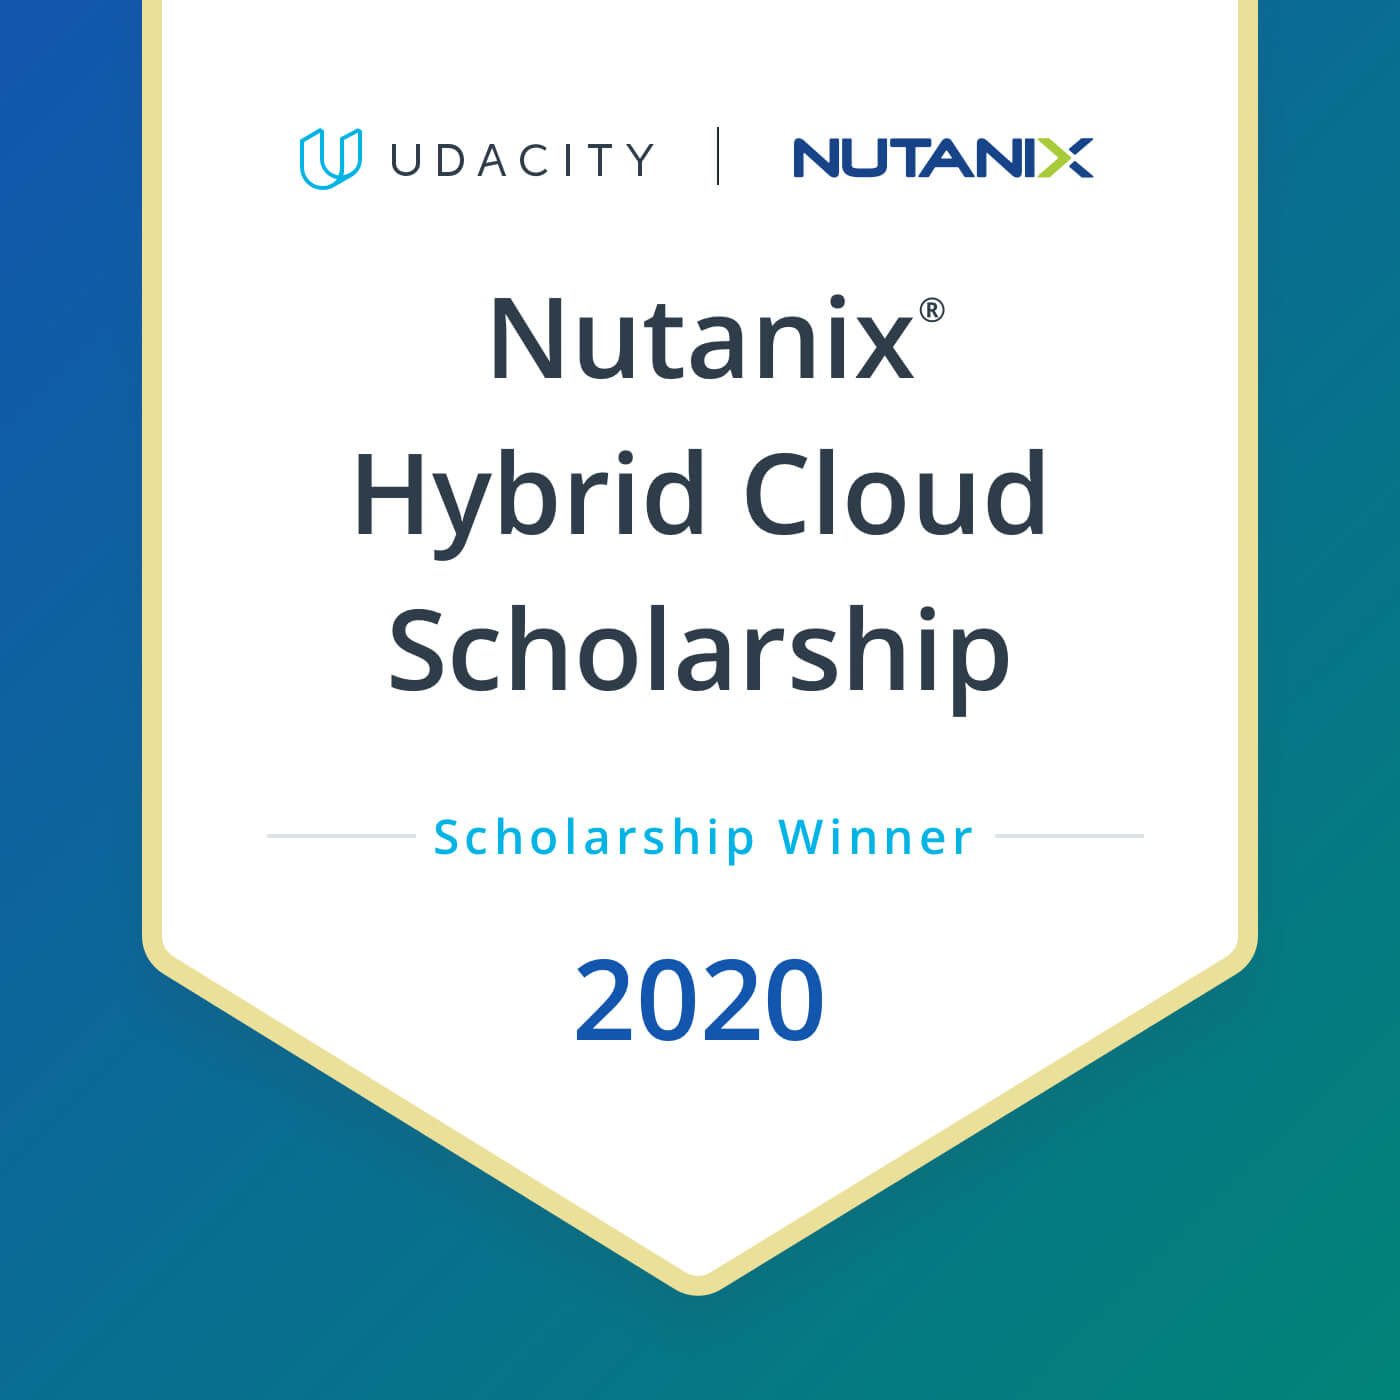 UDACITY | NUTANIX
Nutanix®
Hybrid Cloud
Scholarship
Scholarship Winner
2020